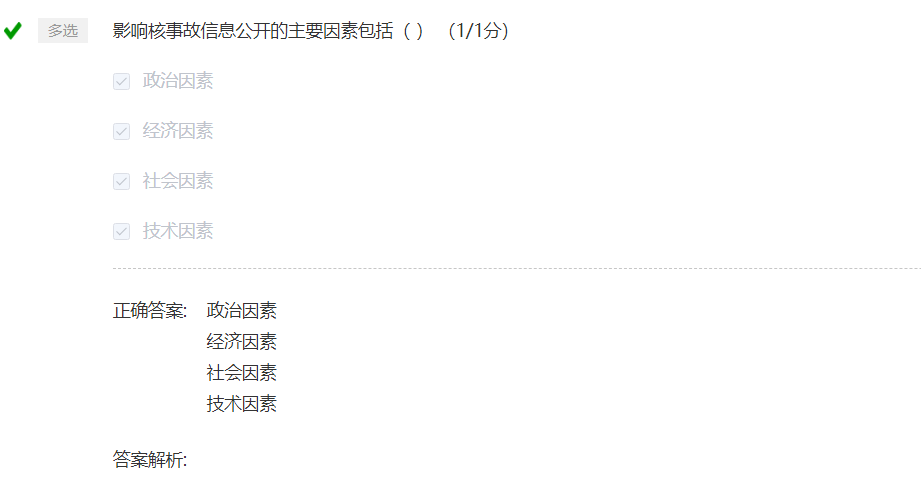 多选 影响核事故信息公开的主要因素包括（ ） （1/1分）
政治因素
经济因素
社会因素
技术因素
正确答案: 政治因素
经济因素
社会因素
技术因素
答案解析: